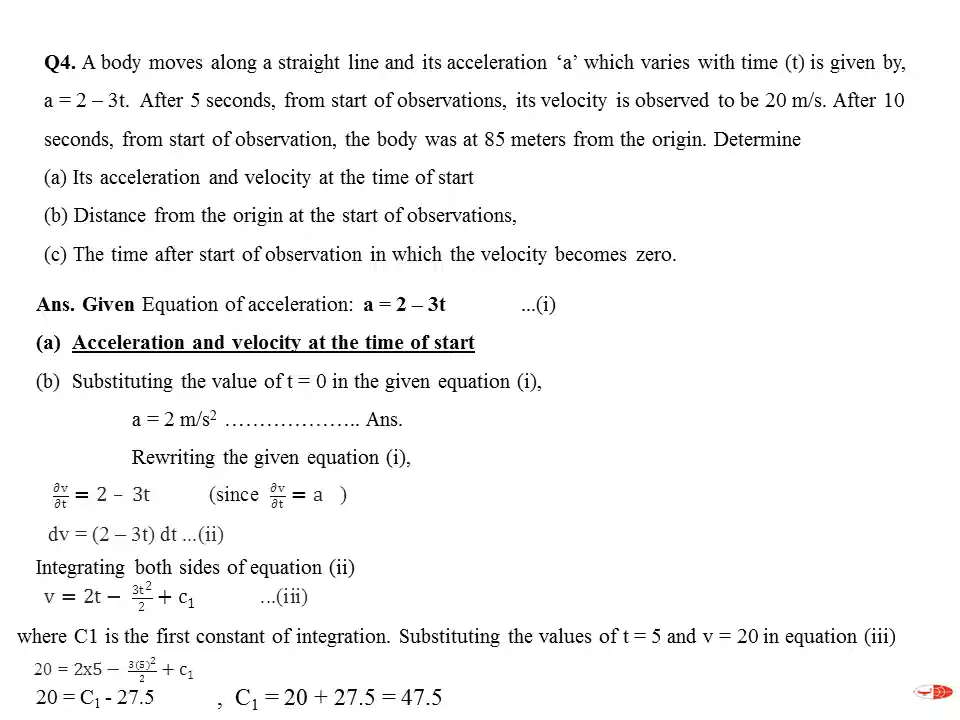 Q4. A body moves along a straight line and its acceleration ‘a’ which varies with time (t) is given by,
a = 2 – 3t. After 5 seconds, from start of observations, its velocity is observed to be 20 m/s. After 10
seconds, from start of observation, the body was at 85 meters from the origin. Determine
(a) Its acceleration and velocity at the time of start
(b) Distance from the origin at the start of observations,
(c) The time after start of observation in which the velocity becomes zero.
Ans. Given Equation of acceleration: a = 2 – 3t ...(i)
(a) Acceleration and velocity at the time of start
(b) Substituting the value of t = 0 in the given equation (i),
a = 2 m/s² ……………….. Ans.
Rewriting the given equation (i),
∂v/∂t = 2 – 3t (since ∂v/∂t = a )
dv = (2 – 3t) dt ...(ii)
Integrating both sides of equation (ii)
v = 2t − 3t²/2 + c₁ ...(iii)
where C1 is the first constant of integration. Substituting the values of t = 5 and v = 20 in equation (iii)
20 = 2x5 − 3(5)²/2 + c₁
20 = C₁ - 27.5 , C₁ = 20 + 27.5 = 47.5